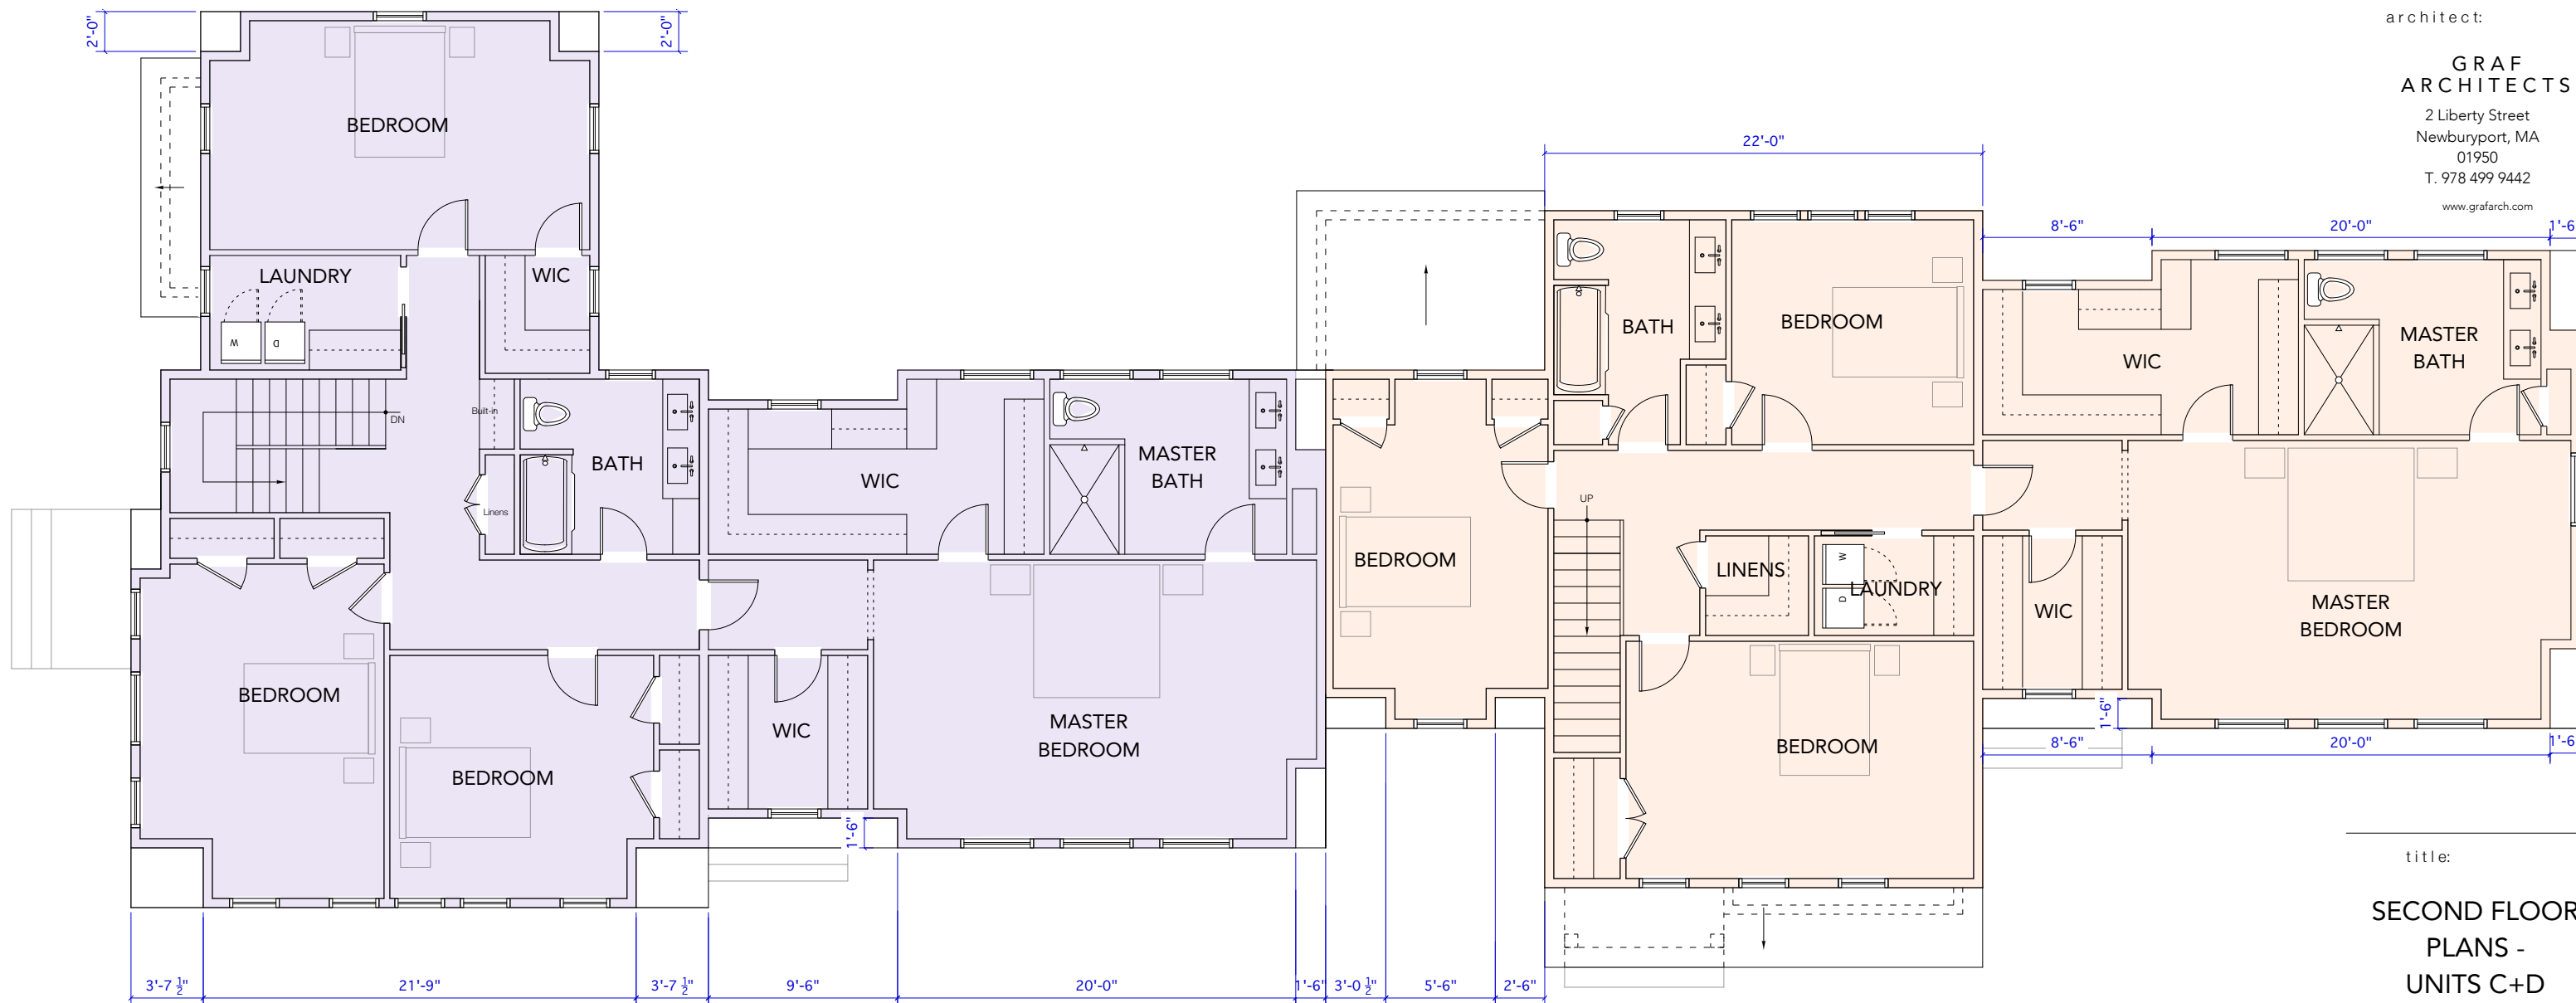 architect:
GRAF
ARCHITECTS
2 Liberty Street
Newburyport, MA
01950
T. 978 499 9442
www.grafarch.com
2'-0"
2'-0"
BEDROOM
22'-0"
8'-6"
20'-0"
1'-6
LAUNDRY
WIC
W
D
BATH
BEDROOM
WIC
MASTER
BATH
Built-in
DN
BATH
Linens
WIC
MASTER
BATH
UP
BEDROOM
LINENS
W
D
LAUNDRY
WIC
MASTER
BEDROOM
BEDROOM
BEDROOM
WIC
MASTER
BEDROOM
BEDROOM
1'-6"
8'-6"
20'-0"
1'-6
1'-6"
title:
SECOND FLOOR
PLANS -
UNITS C+D
3'-7 ½"
21'-9"
3'-7 ½"
9'-6"
20'-0"
1'-6"
3'-0 ½"
5'-6"
2'-6"